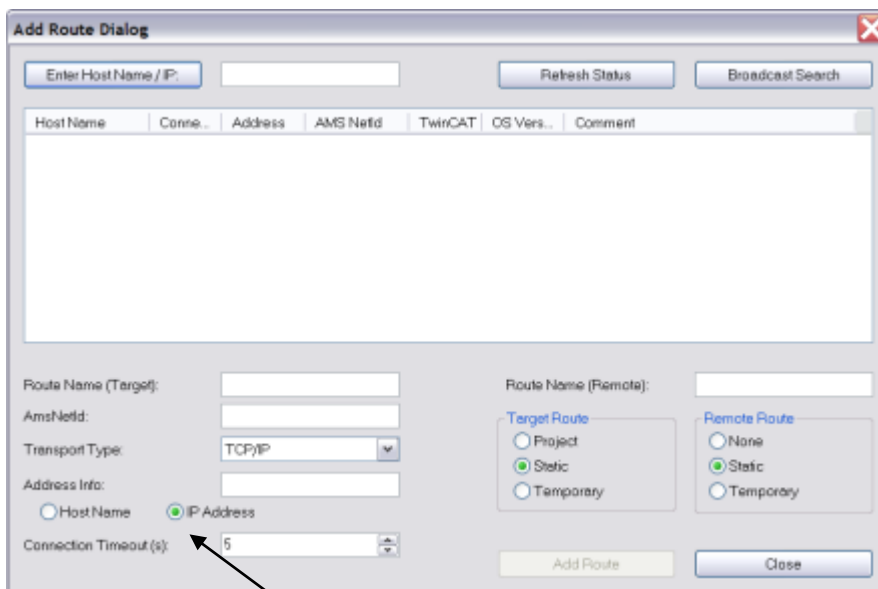 Add Route Dialog
Enter Host Name / IP: Refresh Status Broadcast Search
Host Name Conne... Address AMS NetId TwinCAT OS Vers... Comment
Route Name (Target): Route Name (Remote):
AmsNetId: Target Route Remote Route
Transport Type: TCP/IP Project None
Static Static
Address Info: Temporary Temporary
Host Name IP Address
Connection Timeout (s): 5 Add Route Close